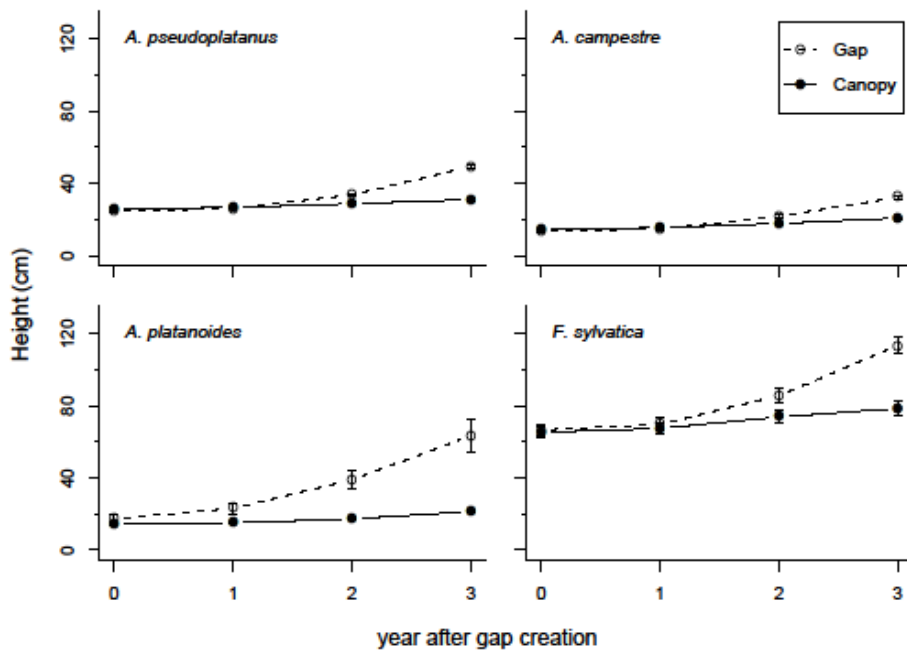 A. pseudoplatanus
A. campestre
Gap
Canopy
120
80
40
0
Height (cm)
A. platanoides
F. sylvatica
120
80
40
0
0 1 2 3
0 1 2 3
year after gap creation